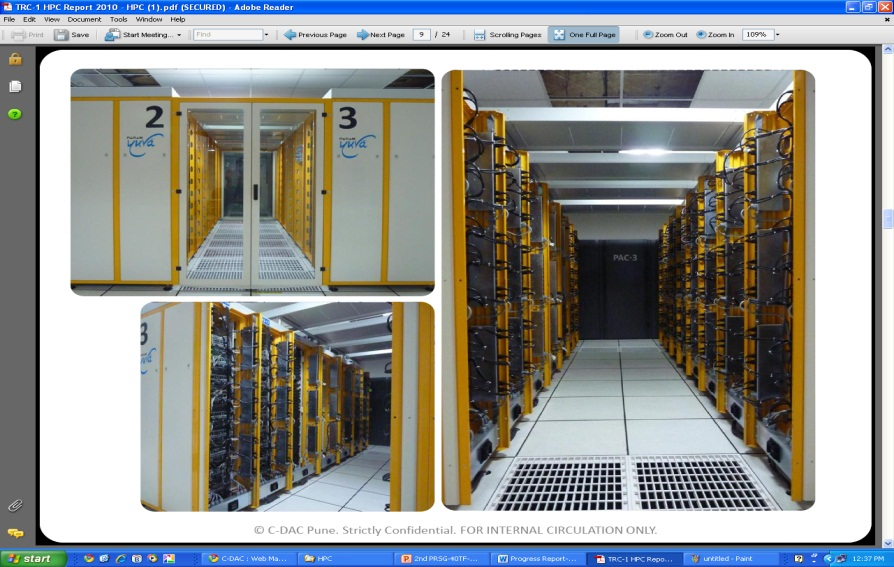 TRC-1 HPC Report 2010 - HPC (1).pdf (SECURED) - Adobe Reader
File Edit View Document Tools Window Help
Print Save Start Meeting... Find Previous Page Next Page 9 / 24 Scrolling Pages One Full Page Zoom Out Zoom In 109%
2
PARAM
yuva
3
yuva
PAC-3
3
yuva
© C-DAC Pune. Strictly Confidential. FOR INTERNAL CIRCULATION ONLY.
start C-DAC : Web Ma... HPC 2nd PRSG-40TF-... Progress Report-... TRC-1 HPC Repo... untitled - Paint 12:37 PM